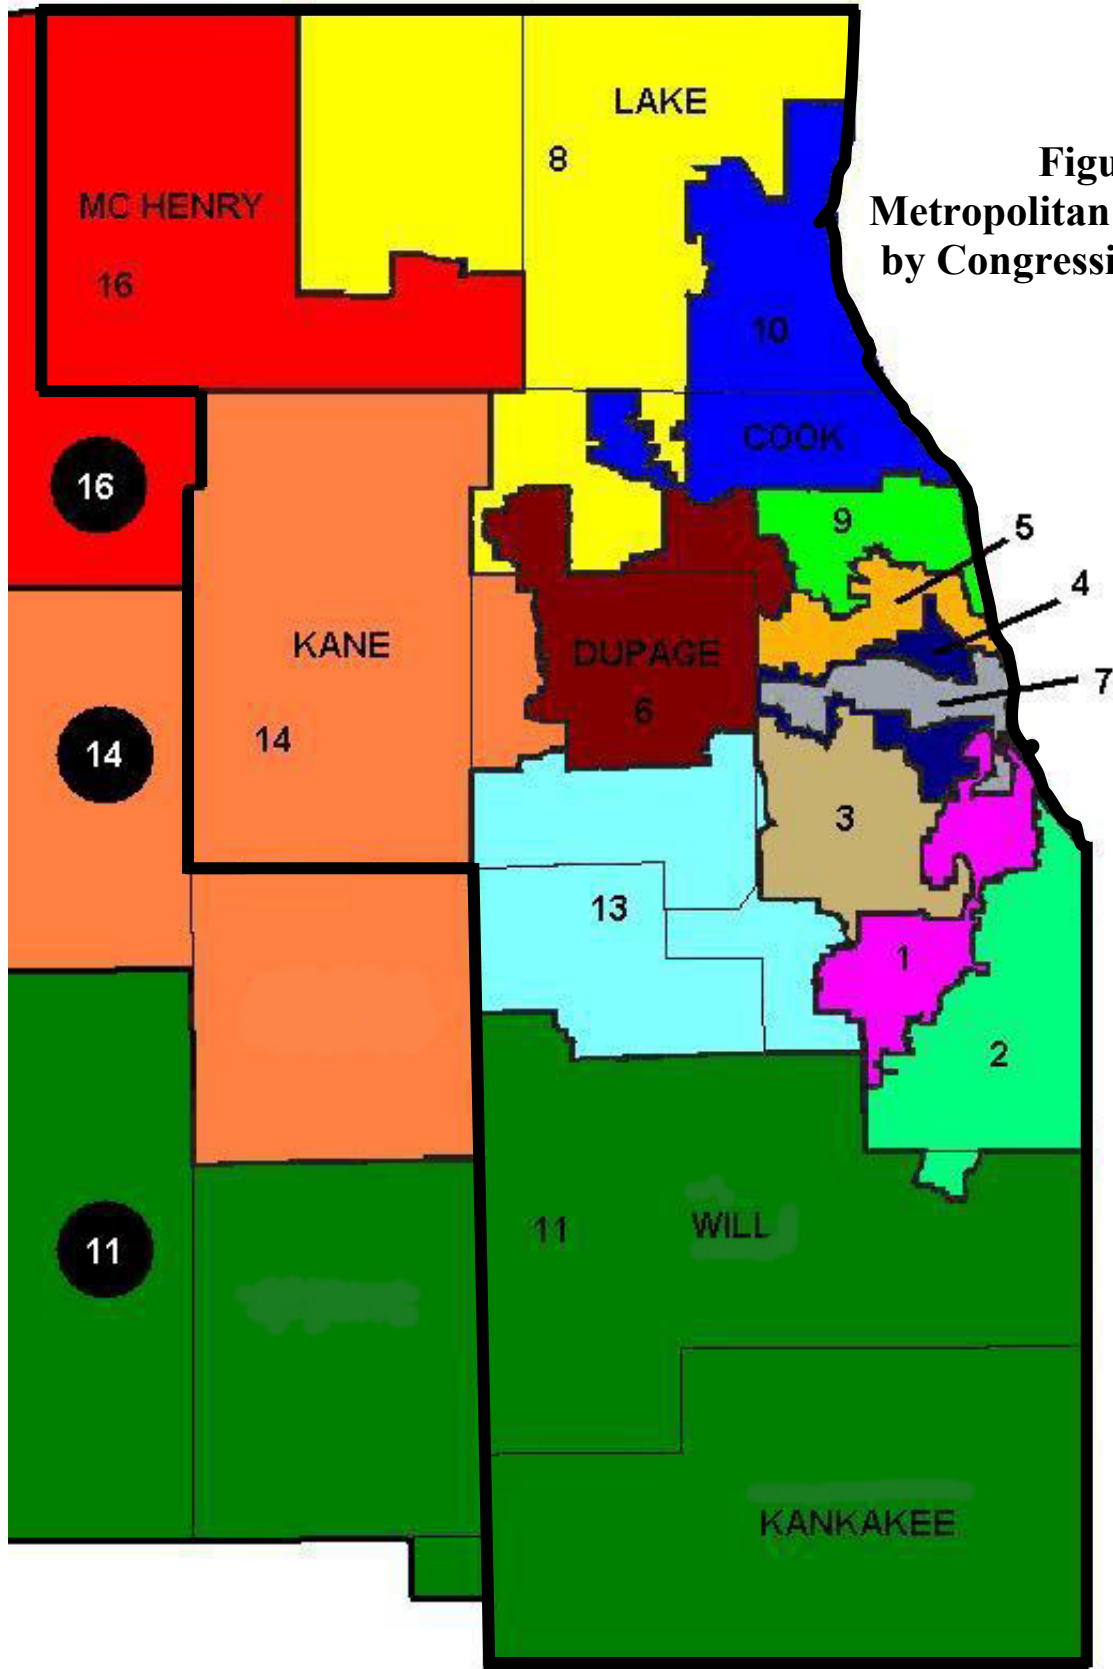 LAKE
8
Figu
MC HENRY
Metropolitan
by Congressi
16
10
COOK
16
9
5
4
KANE
DUPAGE
7
6
14
14
3
13
1
2
11
WILL
11
KANKAKEE